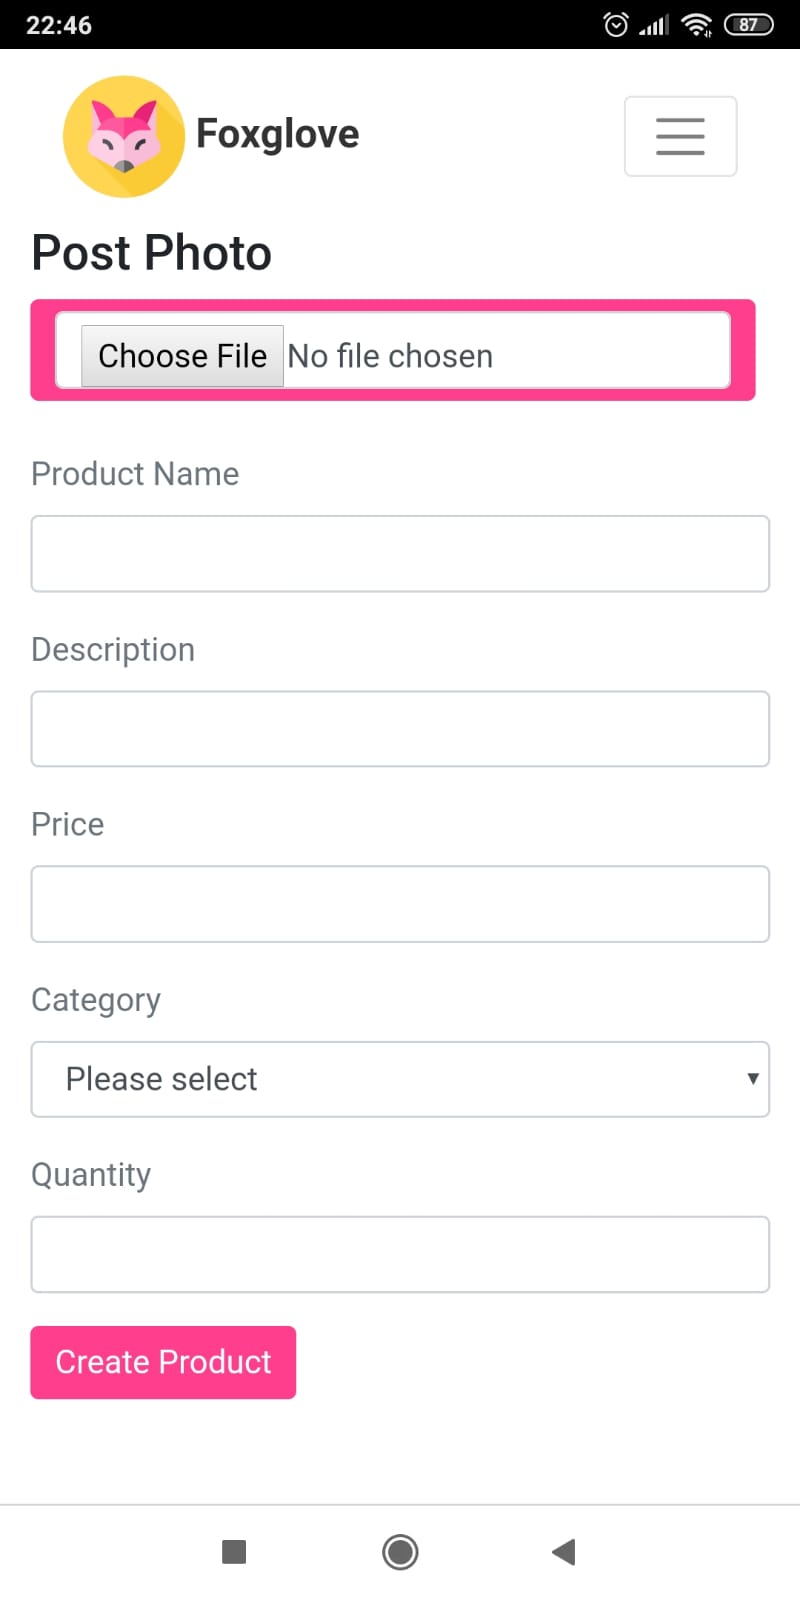 22:46
87
Foxglove
Post Photo
Choose File No file chosen
Product Name
Description
Price
Category
Please select
Quantity
Create Product